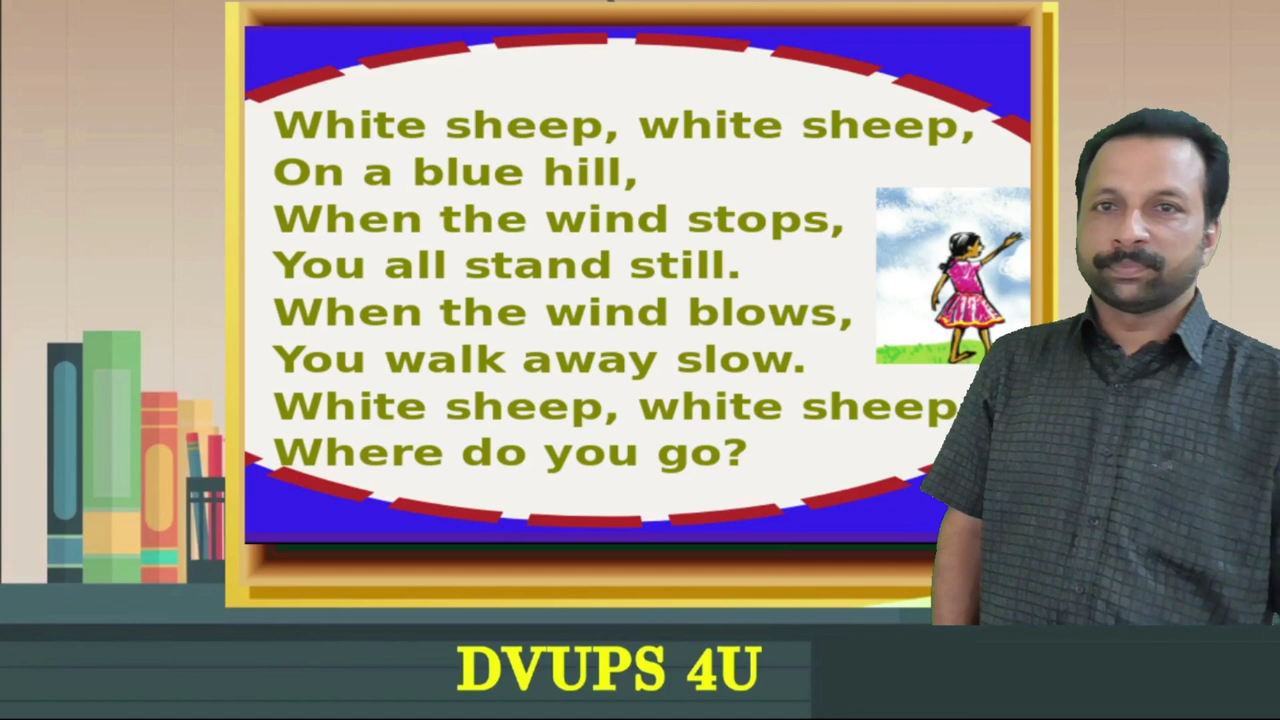 White sheep, white sheep,
On a blue hill,
When the wind stops,
You all stand still.
When the wind blows,
You walk away slow.
White sheep, white sheep
Where do you go?
DVUPS 4U